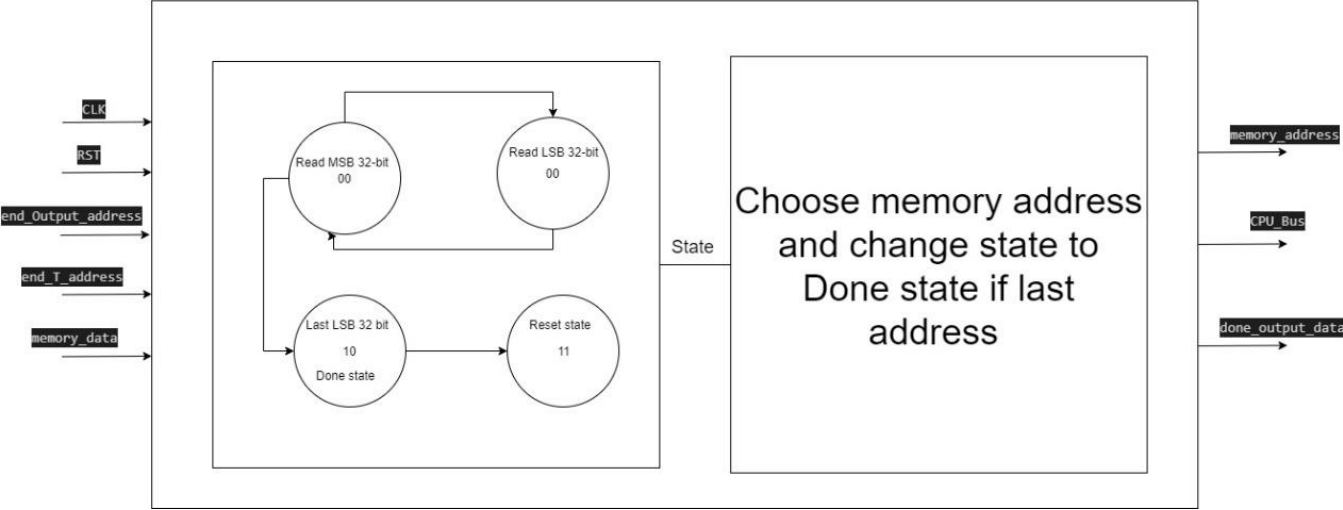 CLK
RST
end_Output_address
end_T_address
memory_data
Read MSB 32-bit
00
Read LSB 32-bit
00
Last LSB 32 bit
10
Done state
Reset state
11
State
Choose memory address
and change state to
Done state if last
address
memory_address
CPU_Bus
done_output_data